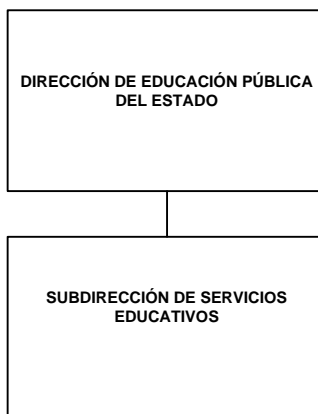 DIRECCIÓN DE EDUCACIÓN PÚBLICA
DEL ESTADO
SUBDIRECCIÓN DE SERVICIOS
EDUCATIVOS